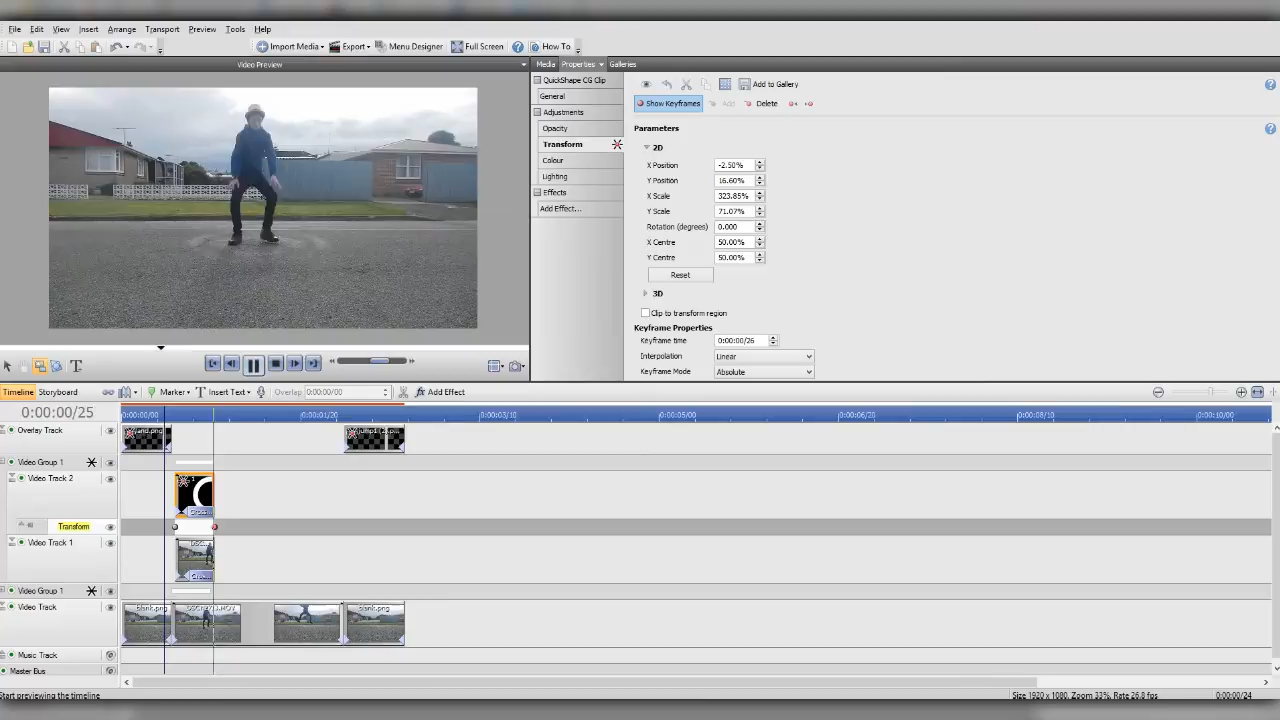 File Edit View Insert Arrange Transport Preview Tools Help
Import Media Export Menu Designer Full Screen How To
Video Preview
Media Properties Galleries
QuickShape CG Clip
General
Adjustments
Opacity
Transform
Colour
Lighting
Effects
Add Effect...
Add to Gallery
Show Keyframes Add Delete
Parameters
2D
X Position -2.50%
Y Position 16.60%
X Scale 323.85%
Y Scale 71.07%
Rotation (degrees) 0.000
X Centre 50.00%
Y Centre 50.00%
Reset
3D
Clip to transform region
Keyframe Properties
Keyframe time 0:00:00/26
Interpolation Linear
Keyframe Mode Absolute
Timeline Storyboard Marker Insert Text Overlap 0:00:00/00 Add Effect
0:00:00/25 0:00:00/00 0:00:01/20 0:00:03/10 0:00:05/00 0:00:06/20 0:00:08/10 0:00:10/00
Overlay Track
Video Group 1
Video Track 2
Transform
Video Track 1
Video Group 1
Video Track blank.png blank.png
Music Track
Master Bus
Start previewing the timeline Size 1920 x 1080, Zoom 33%, Rate 26.8 fps 0:00:00/24